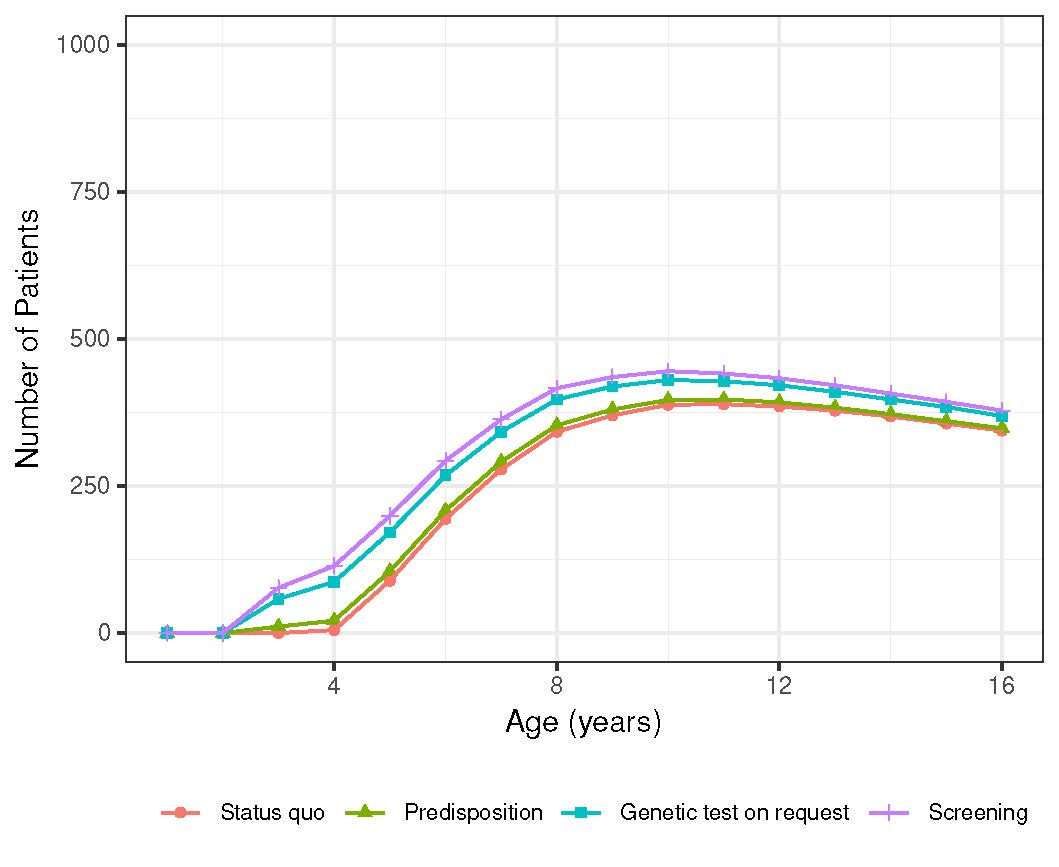 1000
750
500
250
0
Number of Patients
4 8 12 16
Age (years)
Status quo Predisposition Genetic test on request Screening